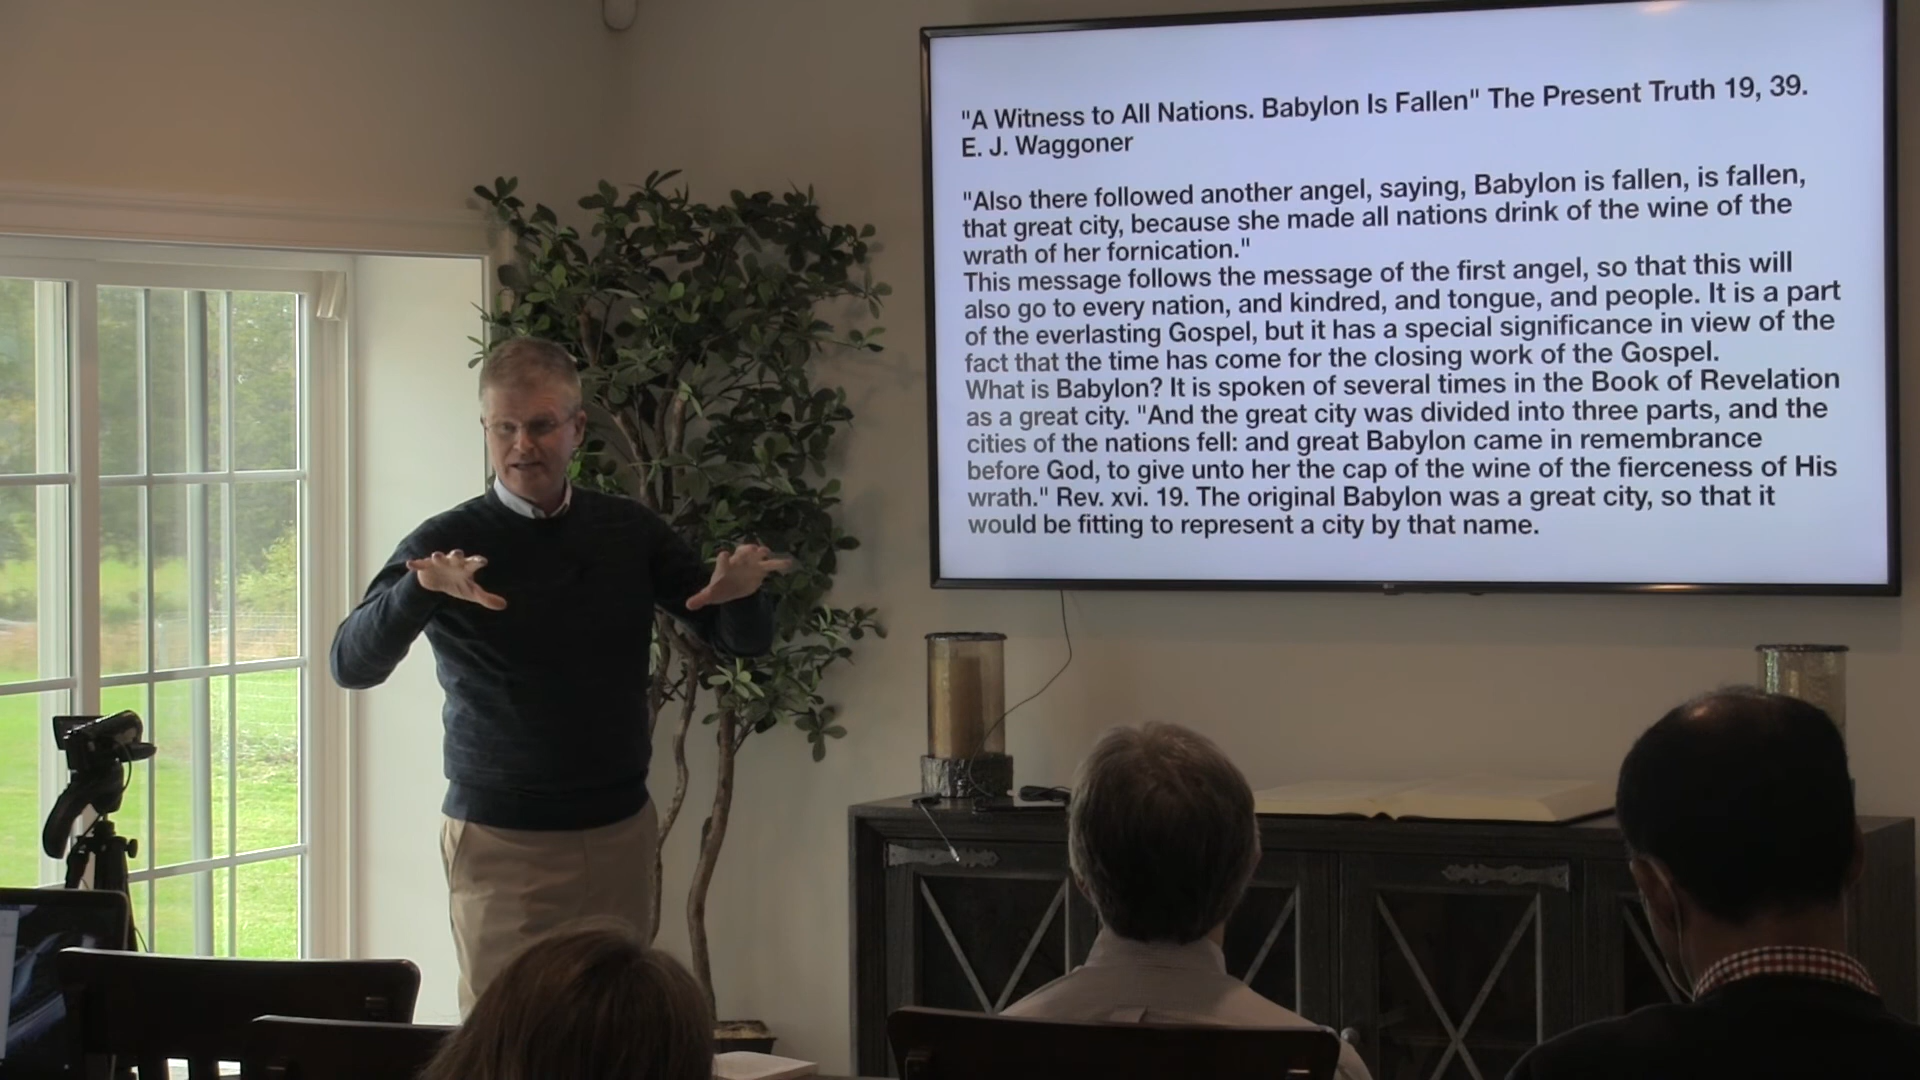 "A Witness to All Nations. Babylon Is Fallen" The Present Truth 19, 39.
E. J. Waggoner
"Also there followed another angel, saying, Babylon is fallen, is fallen,
that great city, because she made all nations drink of the wine of the
wrath of her fornication."
This message follows the message of the first angel, so that this will
also go to every nation, and kindred, and tongue, and people. It is a part
of the everlasting Gospel, but it has a special significance in view of the
fact that the time has come for the closing work of the Gospel.
What is Babylon? It is spoken of several times in the Book of Revelation
as a great city. "And the great city was divided into three parts, and the
cities of the nations fell: and great Babylon came in remembrance
before God, to give unto her the cap of the wine of the fierceness of His
wrath." Rev. xvi. 19. The original Babylon was a great city, so that it
would be fitting to represent a city by that name.